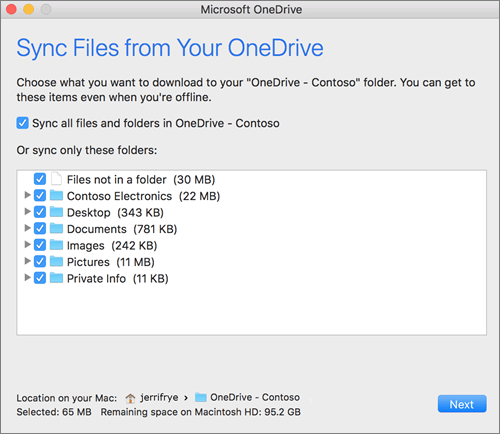 Microsoft OneDrive
Sync Files from Your OneDrive
Choose what you want to download to your "OneDrive - Contoso" folder. You can get to
these items even when you're offline.
Sync all files and folders in OneDrive - Contoso
Or sync only these folders:
Files not in a folder (30 MB)
Contoso Electronics (22 MB)
Desktop (343 KB)
Documents (781 KB)
Images (242 KB)
Pictures (11 MB)
Private Info (11 KB)
Location on your Mac: jerrifrye › OneDrive - Contoso
Selected: 65 MB Remaining space on Macintosh HD: 95.2 GB
Next